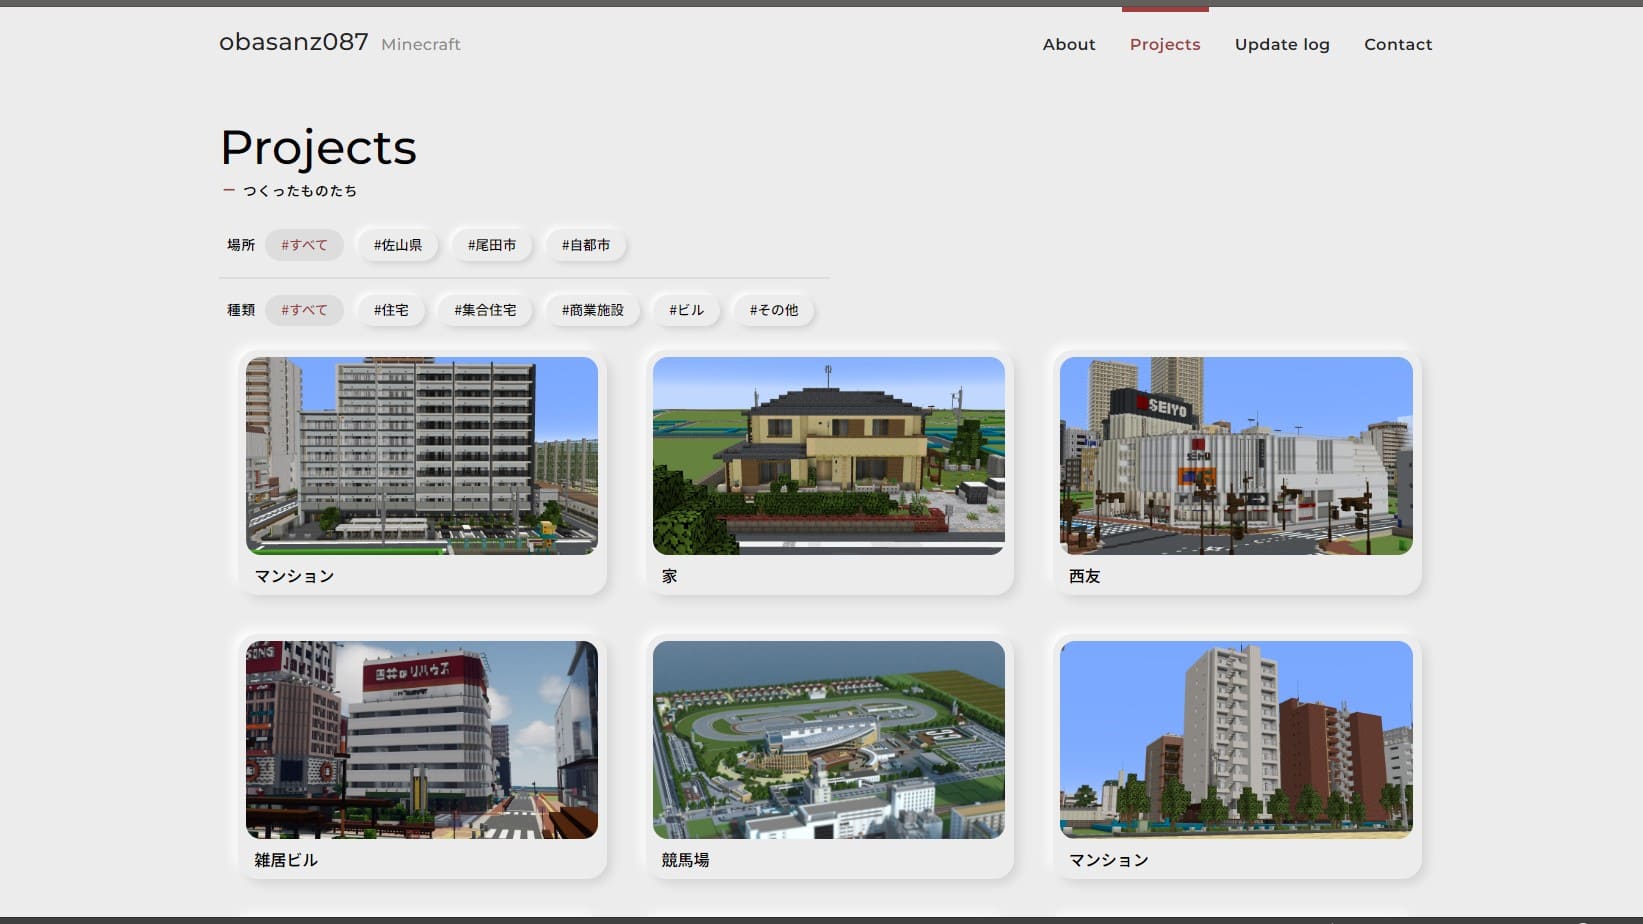 obasanz087 Minecraft
About Projects Update log Contact
Projects
ー つくったものたち
場所 #すべて #佐山県 #尾田市 #自都市
種類 #すべて #住宅 #集合住宅 #商業施設 #ビル #その他
SEIYO
マンション
家
西友
のリハウス
雑居ビル
競馬場
マンション